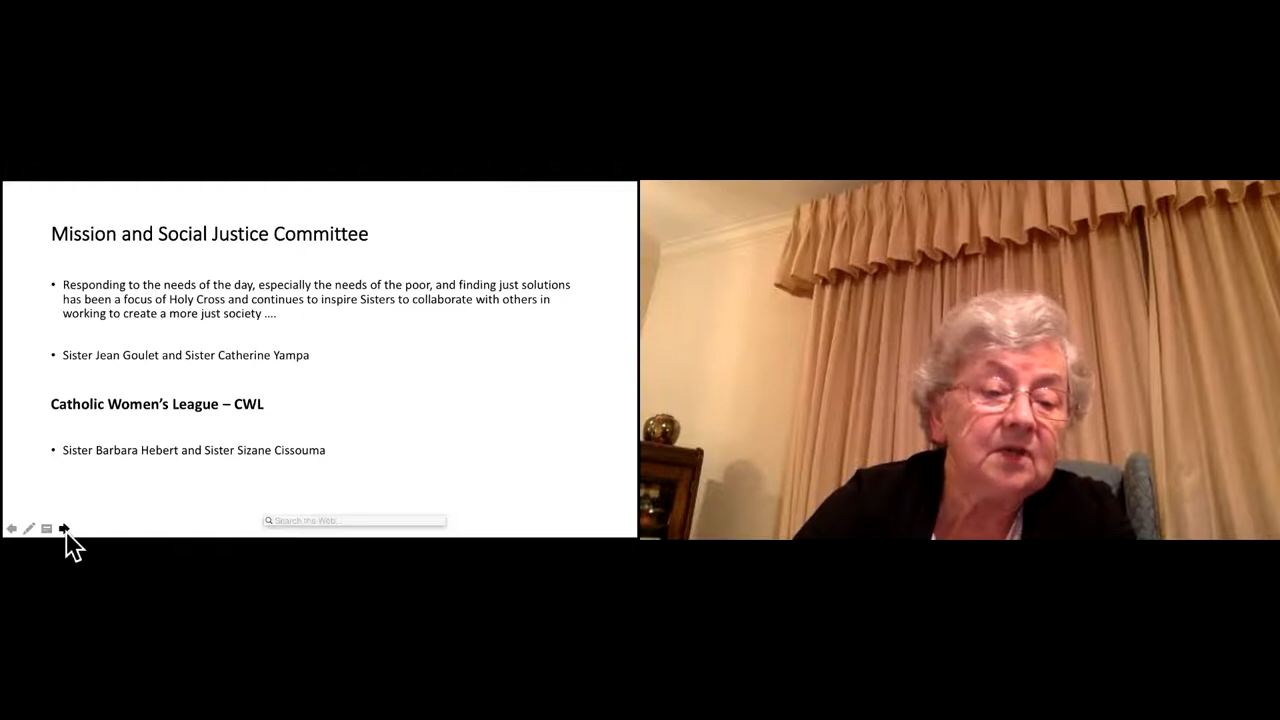 Mission and Social Justice Committee
• Responding to the needs of the day, especially the needs of the poor, and finding just solutions
has been a focus of Holy Cross and continues to inspire Sisters to collaborate with others in
working to create a more just society ....
• Sister Jean Goulet and Sister Catherine Yampa
Catholic Women’s League – CWL
• Sister Barbara Hebert and Sister Sizane Cissouma
Search the Web...